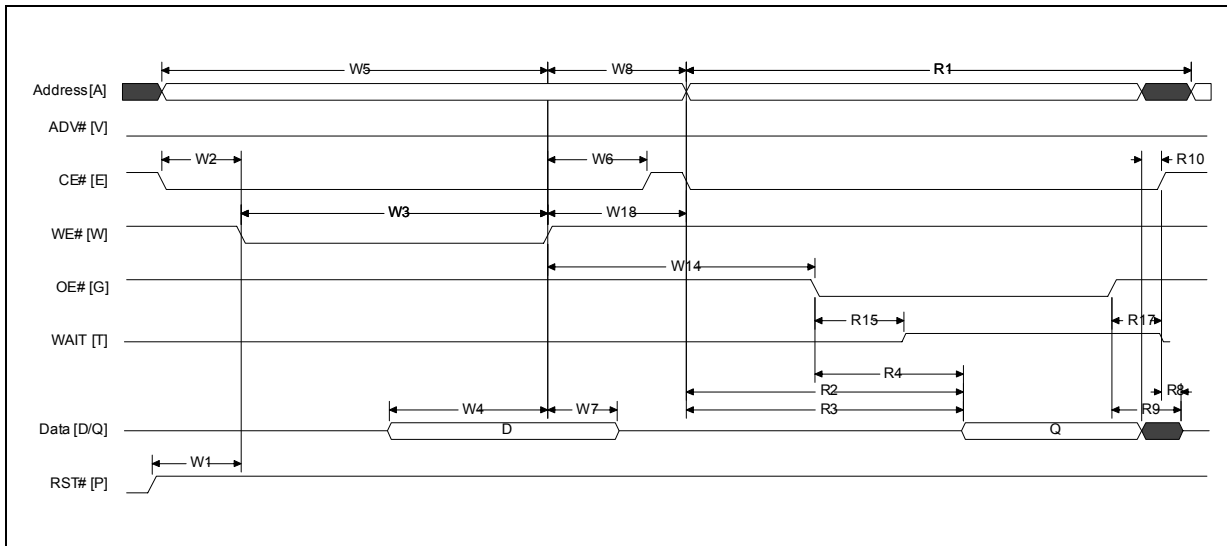 W5 W8 R1
Address [A]
ADV# [V]
W2 W6 R10
CE# [E]
W3 W18
WE# [W]
W14
OE# [G]
R15 R17
WAIT [T]
R4
R2 R8
W4 W7 R3 R9
Data [D/Q] D Q
W1
RST# [P]